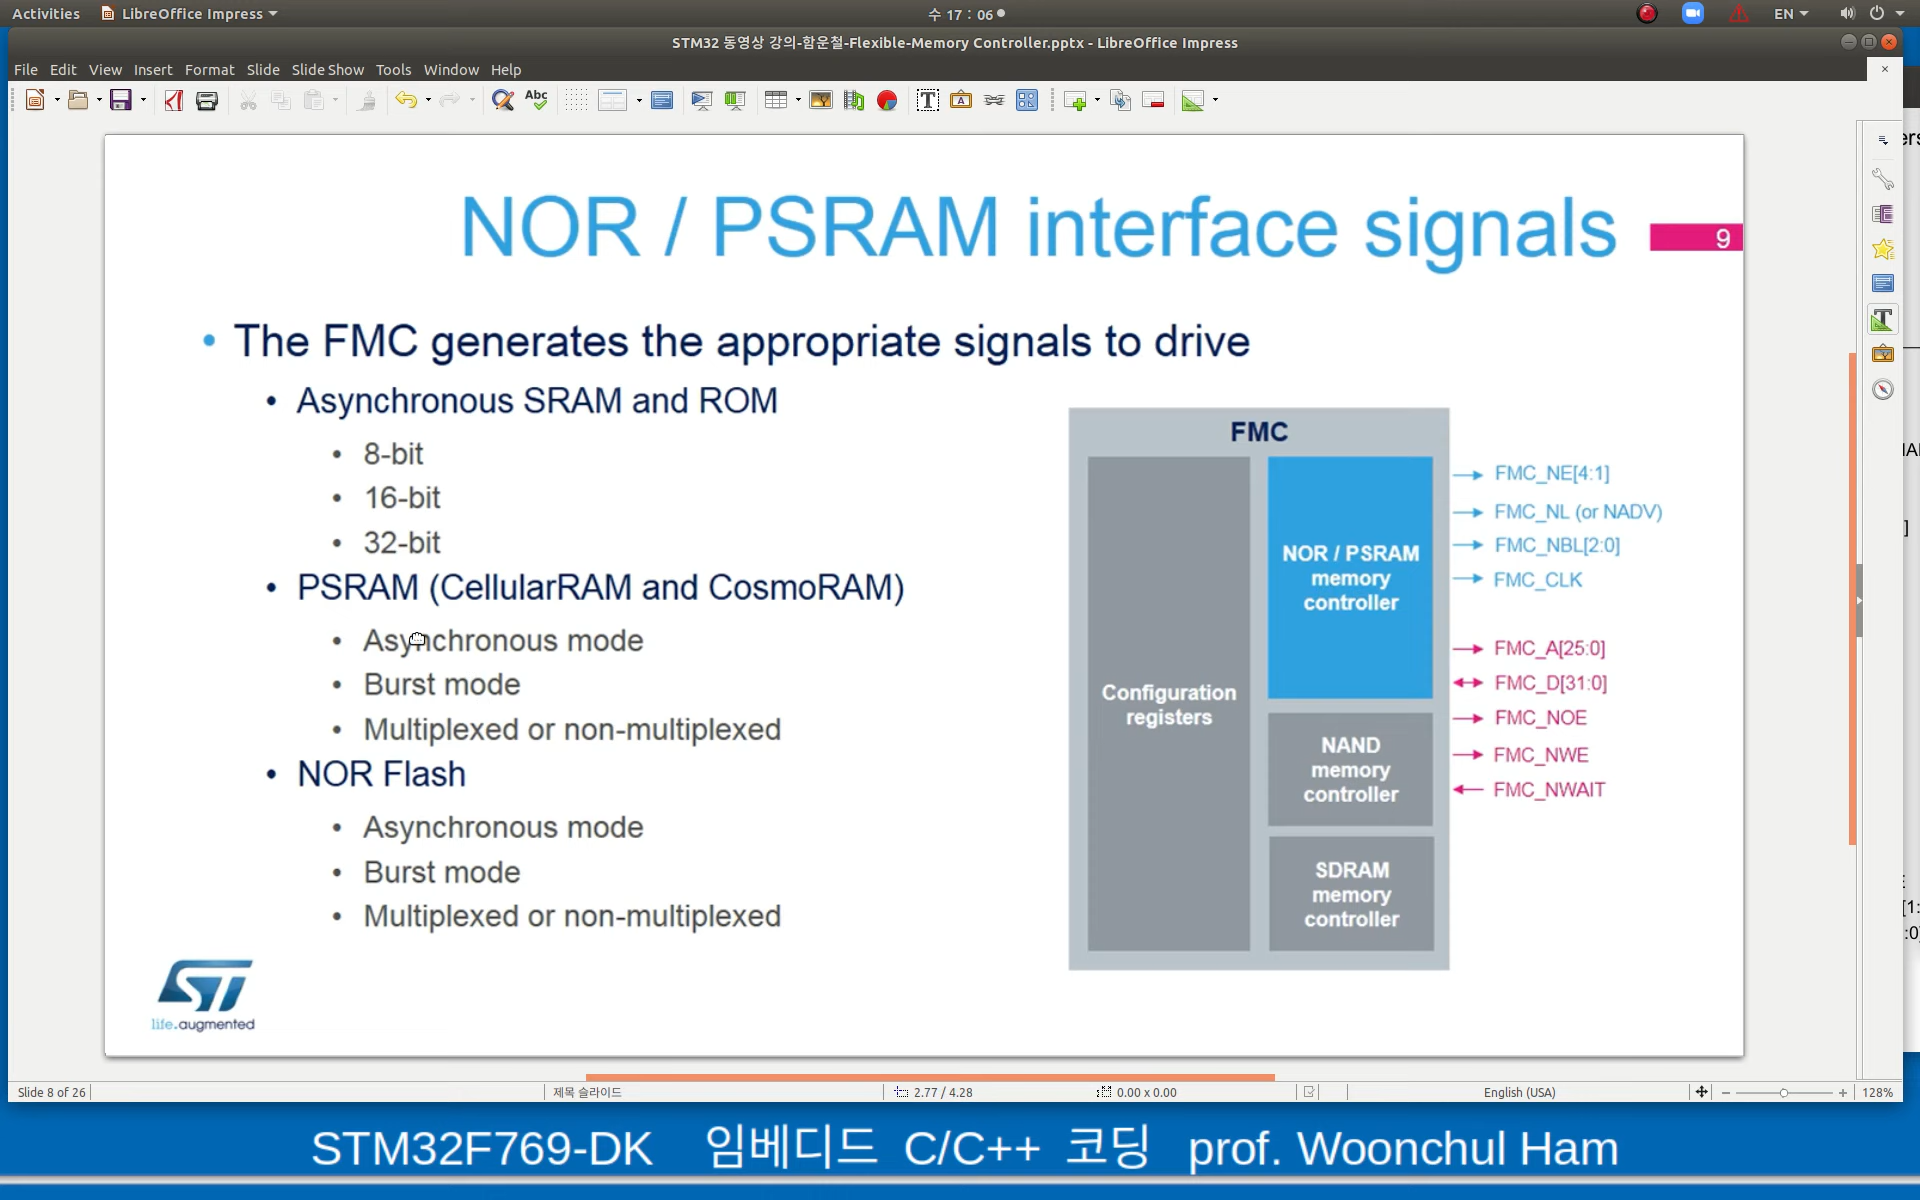 Activities LibreOffice Impress 수 17 : 06 EN
STM32 동영상 강의-함운철-Flexible-Memory Controller.pptx - LibreOffice Impress
File Edit View Insert Format Slide Slide Show Tools Window Help
NOR / PSRAM interface signals
9
• The FMC generates the appropriate signals to drive
• Asynchronous SRAM and ROM
• 8-bit
• 16-bit
• 32-bit
• PSRAM (CellularRAM and CosmoRAM)
• Asynchronous mode
• Burst mode
• Multiplexed or non-multiplexed
• NOR Flash
• Asynchronous mode
• Burst mode
• Multiplexed or non-multiplexed
FMC
Configuration
registers
NOR / PSRAM
memory
controller
NAND
memory
controller
SDRAM
memory
controller
FMC_NE[4:1]
FMC_NL (or NADV)
FMC_NBL[2:0]
FMC_CLK
FMC_A[25:0]
FMC_D[31:0]
FMC_NOE
FMC_NWE
FMC_NWAIT
ST
life.augmented
Slide 8 of 26 제목 슬라이드 2.77 / 4.28 0.00 x 0.00 English (USA) 128%
STM32F769-DK 임베디드 C/C++ 코딩 prof. Woonchul Ham